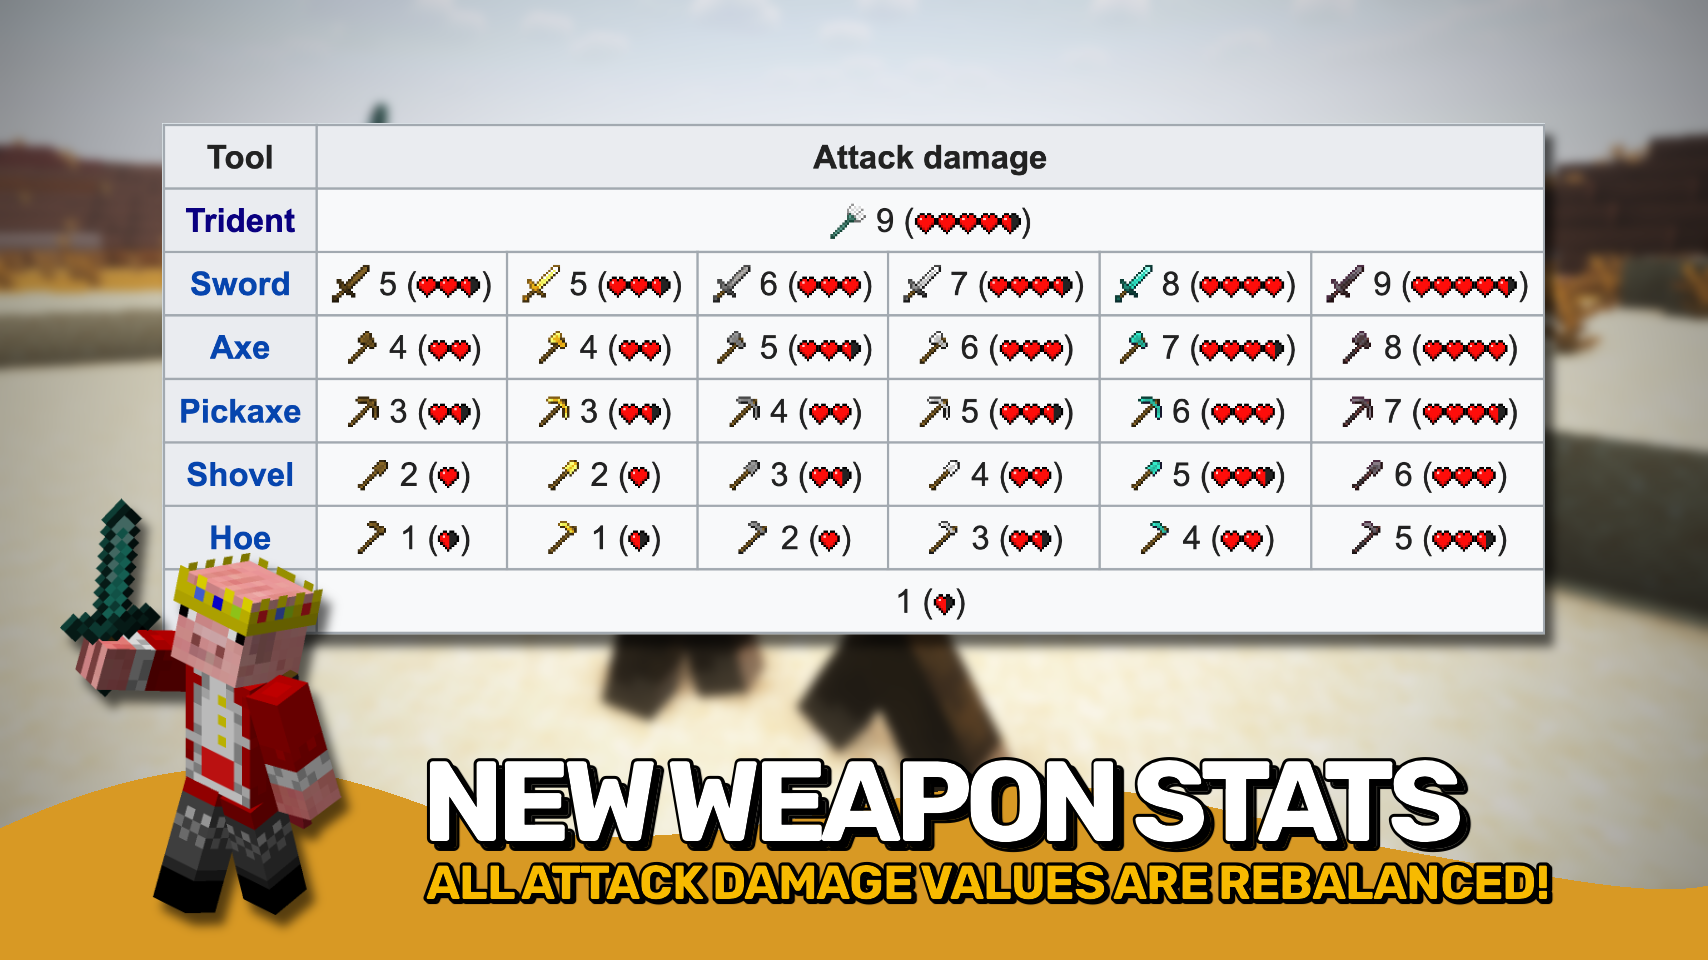 Tool Attack damage
Trident 9 ()
Sword 5 () 5 () 6 () 7 () 8 () 9 ()
Axe 4 () 4 () 5 () 6 () 7 () 8 ()
Pickaxe 3 () 3 () 4 () 5 () 6 () 7 ()
Shovel 2 () 2 () 3 () 4 () 5 () 6 ()
Hoe 1 () 1 () 2 () 3 () 4 () 5 ()
1 ()
NEW WEAPON STATS
ALL ATTACK DAMAGE VALUES ARE REBALANCED!